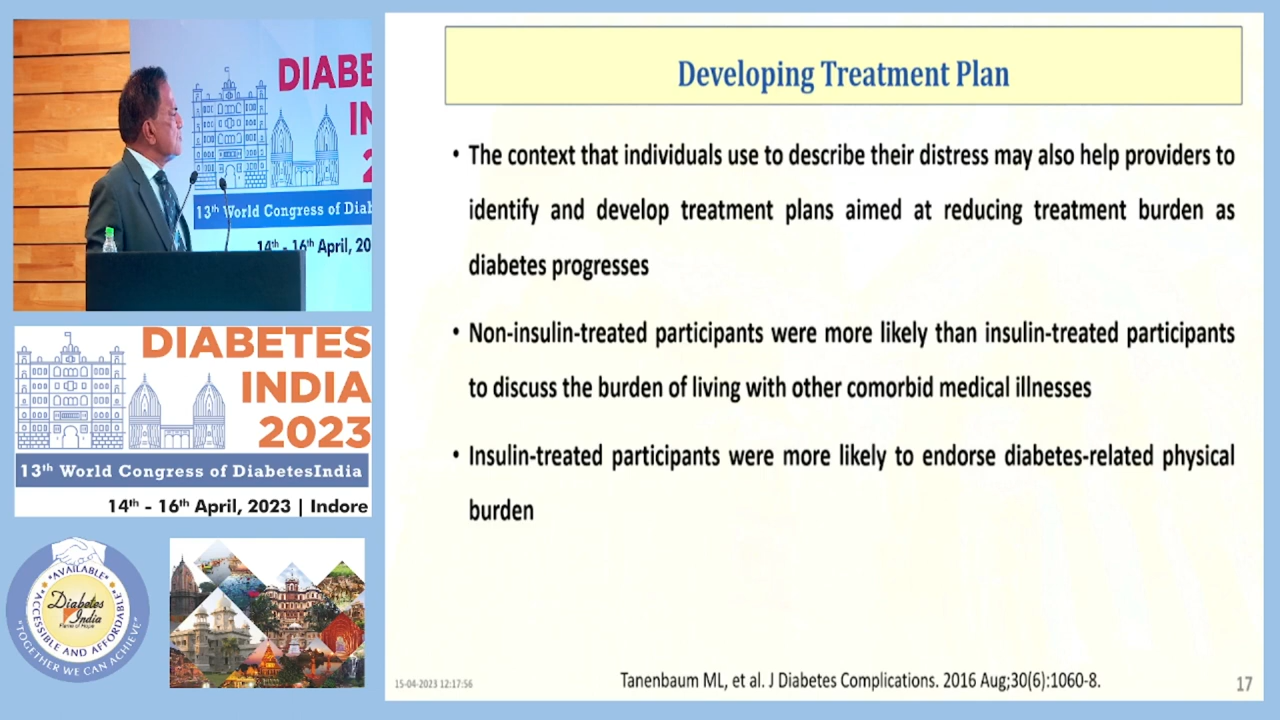 DIABE
IN
2
13th World Congress of Diab
14th - 16th April, 20
DIABETES
INDIA
2023
13th World Congress of DiabetesIndia
14th - 16th April, 2023 | Indore
"AVAILABLE"
"ACCESSIBLE AND AFFORDABLE"
Diabetes
India
"TOGETHER WE CAN ACHIEVE"
Developing Treatment Plan
• The context that individuals use to describe their distress may also help providers to
identify and develop treatment plans aimed at reducing treatment burden as
diabetes progresses
• Non-insulin-treated participants were more likely than insulin-treated participants
to discuss the burden of living with other comorbid medical illnesses
• Insulin-treated participants were more likely to endorse diabetes-related physical
burden
15-04-2023 12:17:56
Tanenbaum ML, et al. J Diabetes Complications. 2016 Aug;30(6):1060-8.
17